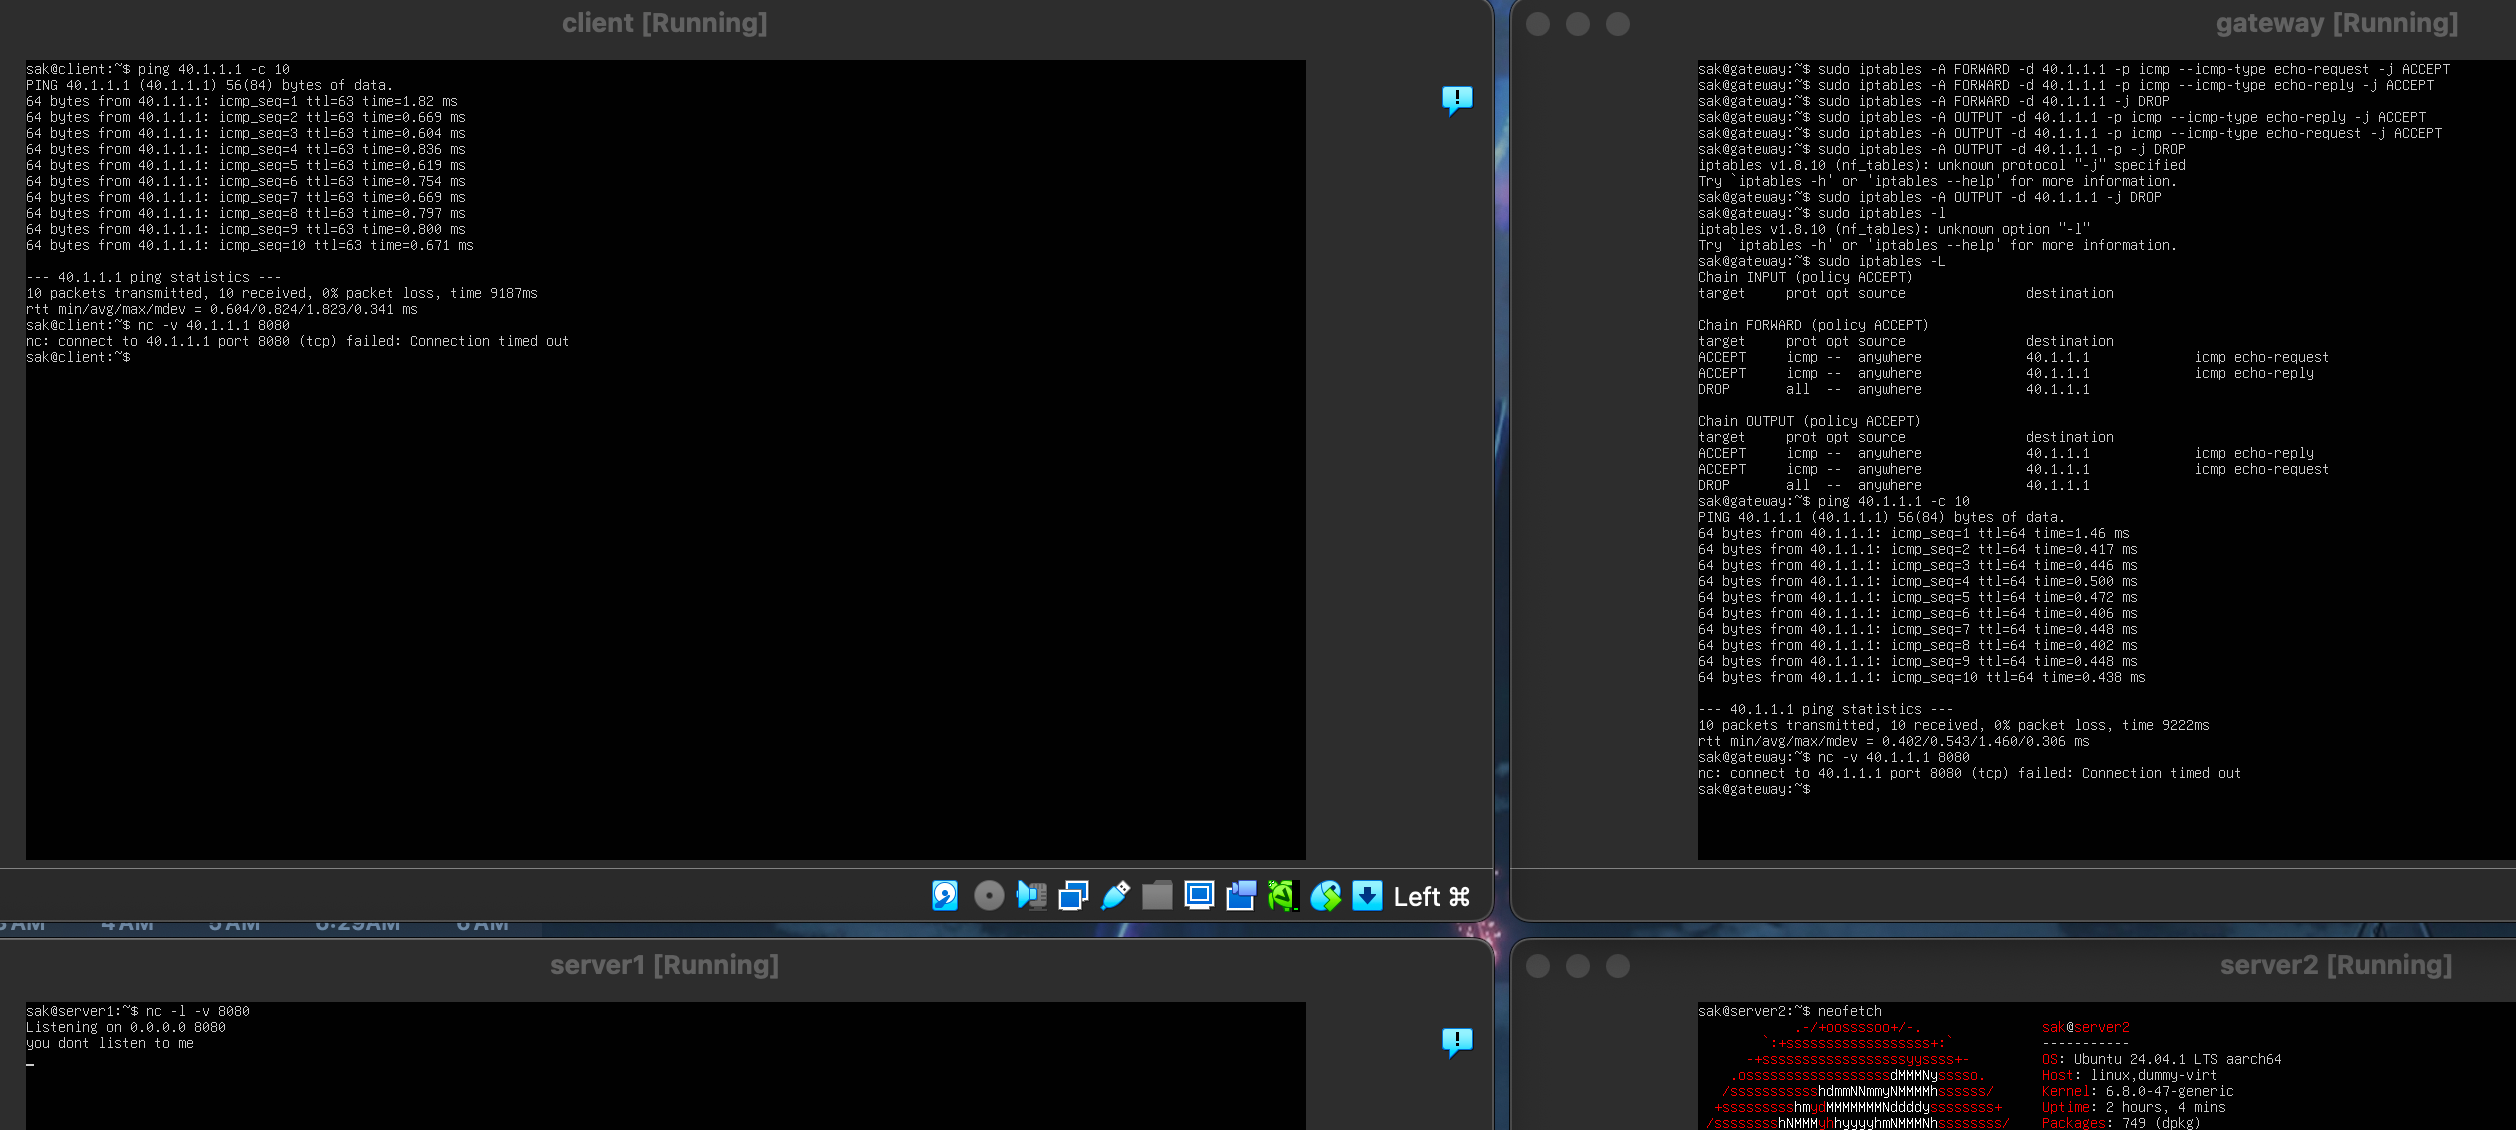 client [Running]
sak@client:~$ ping 40.1.1.1 -c 10
PING 40.1.1.1 (40.1.1.1) 56(84) bytes of data.
64 bytes from 40.1.1.1: icmp_seq=1 ttl=63 time=1.82 ms
64 bytes from 40.1.1.1: icmp_seq=2 ttl=63 time=0.669 ms
64 bytes from 40.1.1.1: icmp_seq=3 ttl=63 time=0.604 ms
64 bytes from 40.1.1.1: icmp_seq=4 ttl=63 time=0.836 ms
64 bytes from 40.1.1.1: icmp_seq=5 ttl=63 time=0.619 ms
64 bytes from 40.1.1.1: icmp_seq=6 ttl=63 time=0.754 ms
64 bytes from 40.1.1.1: icmp_seq=7 ttl=63 time=0.669 ms
64 bytes from 40.1.1.1: icmp_seq=8 ttl=63 time=0.797 ms
64 bytes from 40.1.1.1: icmp_seq=9 ttl=63 time=0.800 ms
64 bytes from 40.1.1.1: icmp_seq=10 ttl=63 time=0.671 ms
--- 40.1.1.1 ping statistics ---
10 packets transmitted, 10 received, 0% packet loss, time 9187ms
rtt min/avg/max/mdev = 0.604/0.824/1.823/0.341 ms
sak@client:~$ nc -v 40.1.1.1 8080
nc: connect to 40.1.1.1 port 8080 (tcp) failed: Connection timed out
sak@client:~$
Left ⌘
gateway [Running]
sak@gateway:~$ sudo iptables -A FORWARD -d 40.1.1.1 -p icmp --icmp-type echo-request -j ACCEPT
sak@gateway:~$ sudo iptables -A FORWARD -d 40.1.1.1 -p icmp --icmp-type echo-reply -j ACCEPT
sak@gateway:~$ sudo iptables -A FORWARD -d 40.1.1.1 -j DROP
sak@gateway:~$ sudo iptables -A OUTPUT -d 40.1.1.1 -p icmp --icmp-type echo-reply -j ACCEPT
sak@gateway:~$ sudo iptables -A OUTPUT -d 40.1.1.1 -p icmp --icmp-type echo-request -j ACCEPT
sak@gateway:~$ sudo iptables -A OUTPUT -d 40.1.1.1 -p -j DROP
iptables v1.8.10 (nf_tables): unknown protocol "-j" specified
Try `iptables -h' or 'iptables --help' for more information.
sak@gateway:~$ sudo iptables -A OUTPUT -d 40.1.1.1 -j DROP
sak@gateway:~$ sudo iptables -l
iptables v1.8.10 (nf_tables): unknown option "-l"
Try `iptables -h' or 'iptables --help' for more information.
sak@gateway:~$ sudo iptables -L
Chain INPUT (policy ACCEPT)
target     prot opt source               destination
Chain FORWARD (policy ACCEPT)
target     prot opt source               destination
ACCEPT     icmp --  anywhere             40.1.1.1             icmp echo-request
ACCEPT     icmp --  anywhere             40.1.1.1             icmp echo-reply
DROP       all  --  anywhere             40.1.1.1
Chain OUTPUT (policy ACCEPT)
target     prot opt source               destination
ACCEPT     icmp --  anywhere             40.1.1.1             icmp echo-reply
ACCEPT     icmp --  anywhere             40.1.1.1             icmp echo-request
DROP       all  --  anywhere             40.1.1.1
sak@gateway:~$ ping 40.1.1.1 -c 10
PING 40.1.1.1 (40.1.1.1) 56(84) bytes of data.
64 bytes from 40.1.1.1: icmp_seq=1 ttl=64 time=1.46 ms
64 bytes from 40.1.1.1: icmp_seq=2 ttl=64 time=0.417 ms
64 bytes from 40.1.1.1: icmp_seq=3 ttl=64 time=0.446 ms
64 bytes from 40.1.1.1: icmp_seq=4 ttl=64 time=0.500 ms
64 bytes from 40.1.1.1: icmp_seq=5 ttl=64 time=0.472 ms
64 bytes from 40.1.1.1: icmp_seq=6 ttl=64 time=0.406 ms
64 bytes from 40.1.1.1: icmp_seq=7 ttl=64 time=0.448 ms
64 bytes from 40.1.1.1: icmp_seq=8 ttl=64 time=0.402 ms
64 bytes from 40.1.1.1: icmp_seq=9 ttl=64 time=0.448 ms
64 bytes from 40.1.1.1: icmp_seq=10 ttl=64 time=0.438 ms
--- 40.1.1.1 ping statistics ---
10 packets transmitted, 10 received, 0% packet loss, time 9222ms
rtt min/avg/max/mdev = 0.402/0.543/1.460/0.306 ms
sak@gateway:~$ nc -v 40.1.1.1 8080
nc: connect to 40.1.1.1 port 8080 (tcp) failed: Connection timed out
sak@gateway:~$
AM 4 AM 5 AM 6:29AM 6 AM
server1 [Running]
sak@server1:~$ nc -l -v 8080
Listening on 0.0.0.0 8080
you dont listen to me
server2 [Running]
sak@server2:~$ neofetch
.-/+oossssoo+/-. sak@server2
`:+ssssssssssssssssss+:` -----------
-+ssssssssssssssssssyyssss+- OS: Ubuntu 24.04.1 LTS aarch64
.ossssssssssssssssssdMMMNysssso. Host: linux,dummy-virt
/ssssssssssshdmmNNmmyNMMMMhssssss/ Kernel: 6.8.0-47-generic
+ssssssssshmydMMMMMMMNddddyssssssss+ Uptime: 2 hours, 4 mins
/sssssssshNMMMyhhyyyyhmNMMMNhssssssss/ Packages: 749 (dpkg)